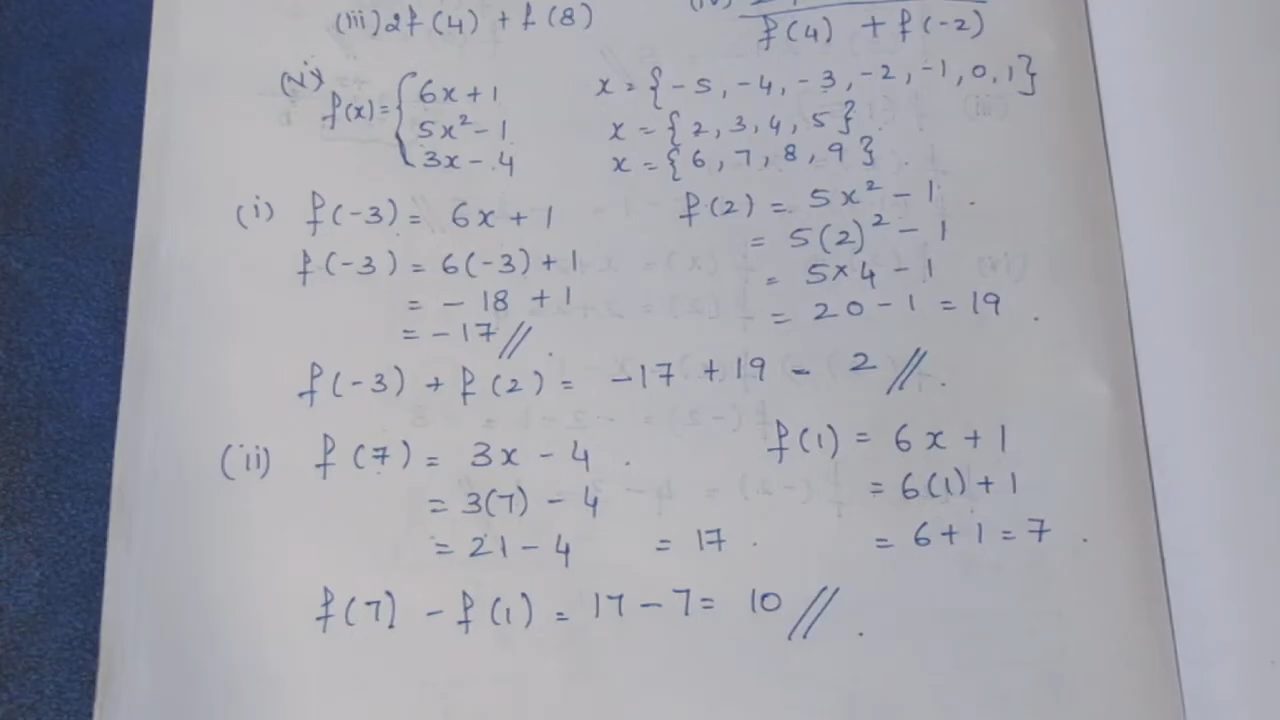 (iii) 2f(4) + f(8)
f(4) + f(-2)
f(x) = { 6x + 1 x = {-5, -4, -3, -2, -1, 0, 1}
5x² - 1 x = {2, 3, 4, 5}
3x - 4 x = {6, 7, 8, 9}
(i) f(-3) = 6x + 1 f(2) = 5x² - 1
f(-3) = 6(-3) + 1 = 5(2)² - 1
= -18 + 1 = 5×4 - 1
= -17 // = 20 - 1 = 19
f(-3) + f(2) = -17 + 19 - 2 //
(ii) f(7) = 3x - 4 f(1) = 6x + 1
= 3(7) - 4 = 6(1) + 1
= 21 - 4 = 17 = 6 + 1 = 7
f(7) - f(1) = 17 - 7 = 10 //